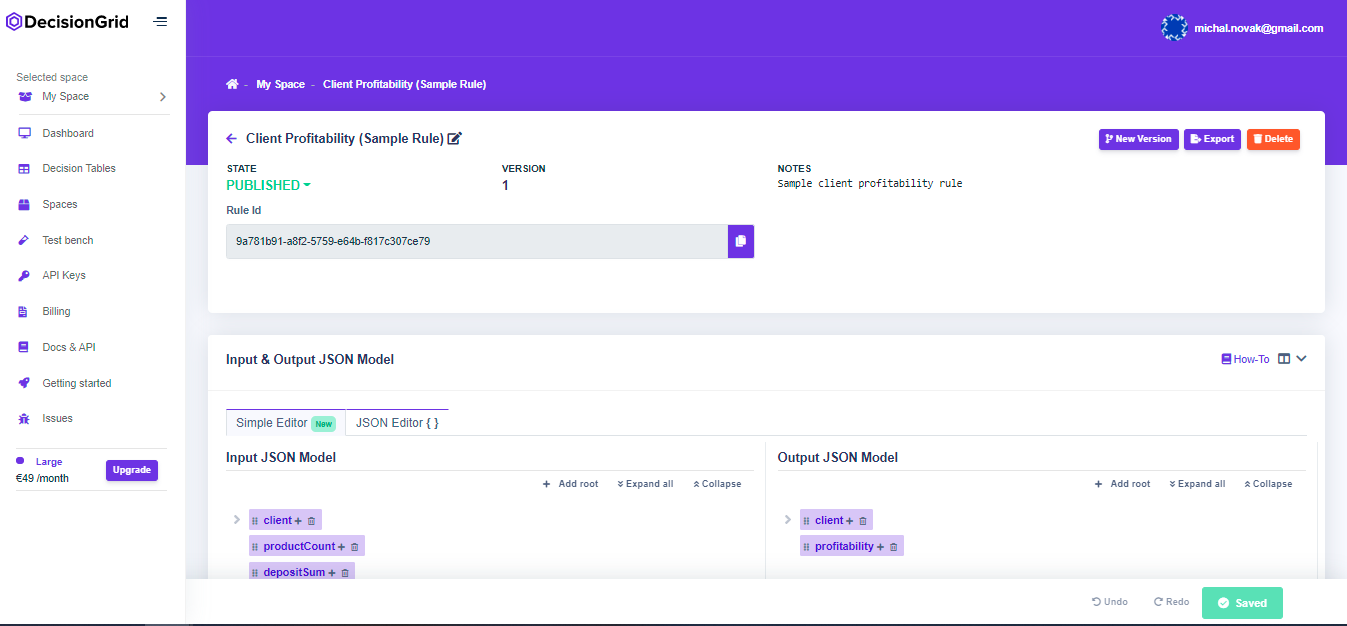 DecisionGrid
michal.novak@gmail.com
Selected space
My Space
Dashboard
Decision Tables
Spaces
Test bench
API Keys
Billing
Docs & API
Getting started
Issues
Large
€49 /month
Upgrade
- My Space - Client Profitability (Sample Rule)
Client Profitability (Sample Rule)
New Version Export Delete
STATE VERSION NOTES
PUBLISHED 1 Sample client profitability rule
Rule Id
9a781b91-a8f2-5759-e64b-f817c307ce79
Input & Output JSON Model
How-To
Simple Editor New JSON Editor { }
Input JSON Model
+ Add root Expand all Collapse
client +
productCount +
depositSum +
Output JSON Model
+ Add root Expand all Collapse
client +
profitability +
Undo Redo Saved